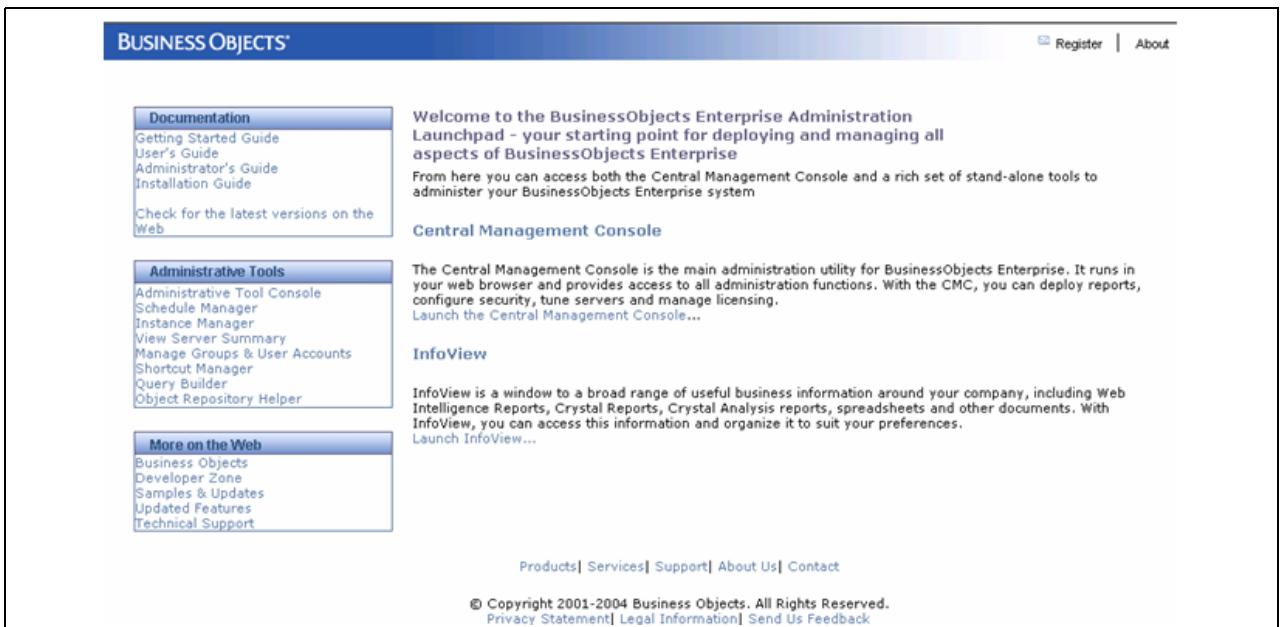 BUSINESS OBJECTS
Register | About
Documentation
Getting Started Guide
User's Guide
Administrator's Guide
Installation Guide
Check for the latest versions on the
Web
Administrative Tools
Administrative Tool Console
Schedule Manager
Instance Manager
View Server Summary
Manage Groups & User Accounts
Shortcut Manager
Query Builder
Object Repository Helper
More on the Web
Business Objects
Developer Zone
Samples & Updates
Updated Features
Technical Support
Welcome to the BusinessObjects Enterprise Administration
Launchpad - your starting point for deploying and managing all
aspects of BusinessObjects Enterprise
From here you can access both the Central Management Console and a rich set of stand-alone tools to
administer your BusinessObjects Enterprise system
Central Management Console
The Central Management Console is the main administration utility for BusinessObjects Enterprise. It runs in
your web browser and provides access to all administration functions. With the CMC, you can deploy reports,
configure security, tune servers and manage licensing.
Launch the Central Management Console...
InfoView
InfoView is a window to a broad range of useful business information around your company, including Web
Intelligence Reports, Crystal Reports, Crystal Analysis reports, spreadsheets and other documents. With
InfoView, you can access this information and organize it to suit your preferences.
Launch InfoView...
Products| Services| Support| About Us| Contact
© Copyright 2001-2004 Business Objects. All Rights Reserved.
Privacy Statement| Legal Information| Send Us Feedback